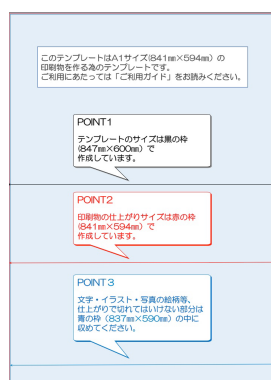 このテンプレートはA1サイズ(841㎜×594㎜)の
印刷物を作る為のテンプレートです。
ご利用にあたっては「ご利用ガイド」をお読みください。
POINT1
テンプレートのサイズは黒の枠
(847㎜×600㎜)で
作成しています。
POINT2
印刷物の仕上がりサイズは赤の枠
(841㎜×594㎜)で
作成しています。
POINT3
文字・イラスト・写真の絵柄等、
仕上がりで切れてはいけない部分は
青の枠(837㎜×590㎜)の中に
収めてください。